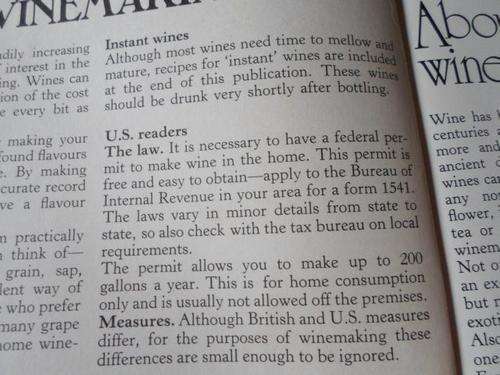 WINEMAKIN
adily increasing
interest in the
ing. Wines can
ion of the cost
e every bit as
making your
found flavours
e. By making
curate record
ve a flavour
n practically
n think of—
grain, sap,
lent way of
who prefer
many grape
home wine-
Instant wines
Although most wines need time to mellow and
mature, recipes for 'instant' wines are included
at the end of this publication. These wines
should be drunk very shortly after bottling.
U.S. readers
The law. It is necessary to have a federal per-
mit to make wine in the home. This permit is
free and easy to obtain—apply to the Bureau of
Internal Revenue in your area for a form 1541.
The laws vary in minor details from state to
state, so also check with the tax bureau on local
requirements.
The permit allows you to make up to 200
gallons a year. This is for home consumption
only and is usually not allowed off the premises.
Measures. Although British and U.S. measures
differ, for the purposes of winemaking these
differences are small enough to be ignored.
Abo
wine
Wine has
centuries
more and
ancient
wines can
any no
flower,
tea or
winem
Not o
an ex
but r
exoti
Also
one